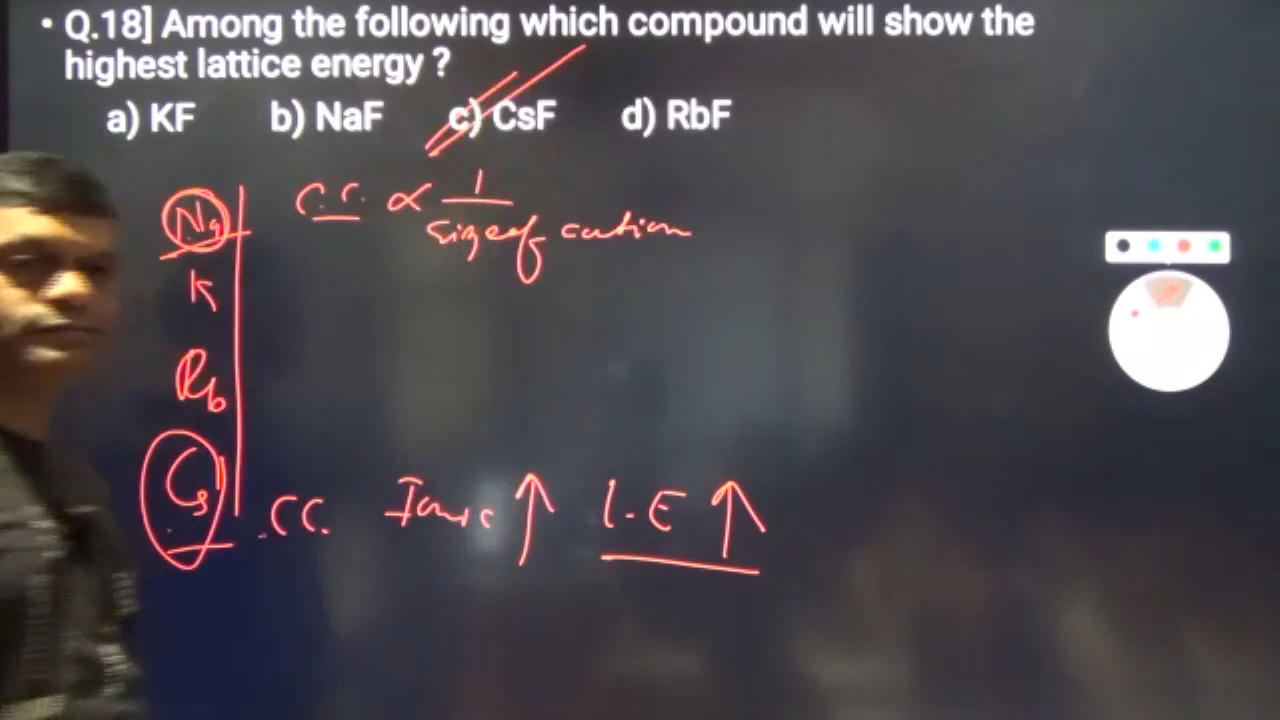 • Q.18] Among the following which compound will show the
highest lattice energy ?
a) KF b) NaF c) CsF d) RbF
Na C.C. ∝ 1/size of cation
K
Rb
Cs C.C. Ionic ↑ L.E ↑